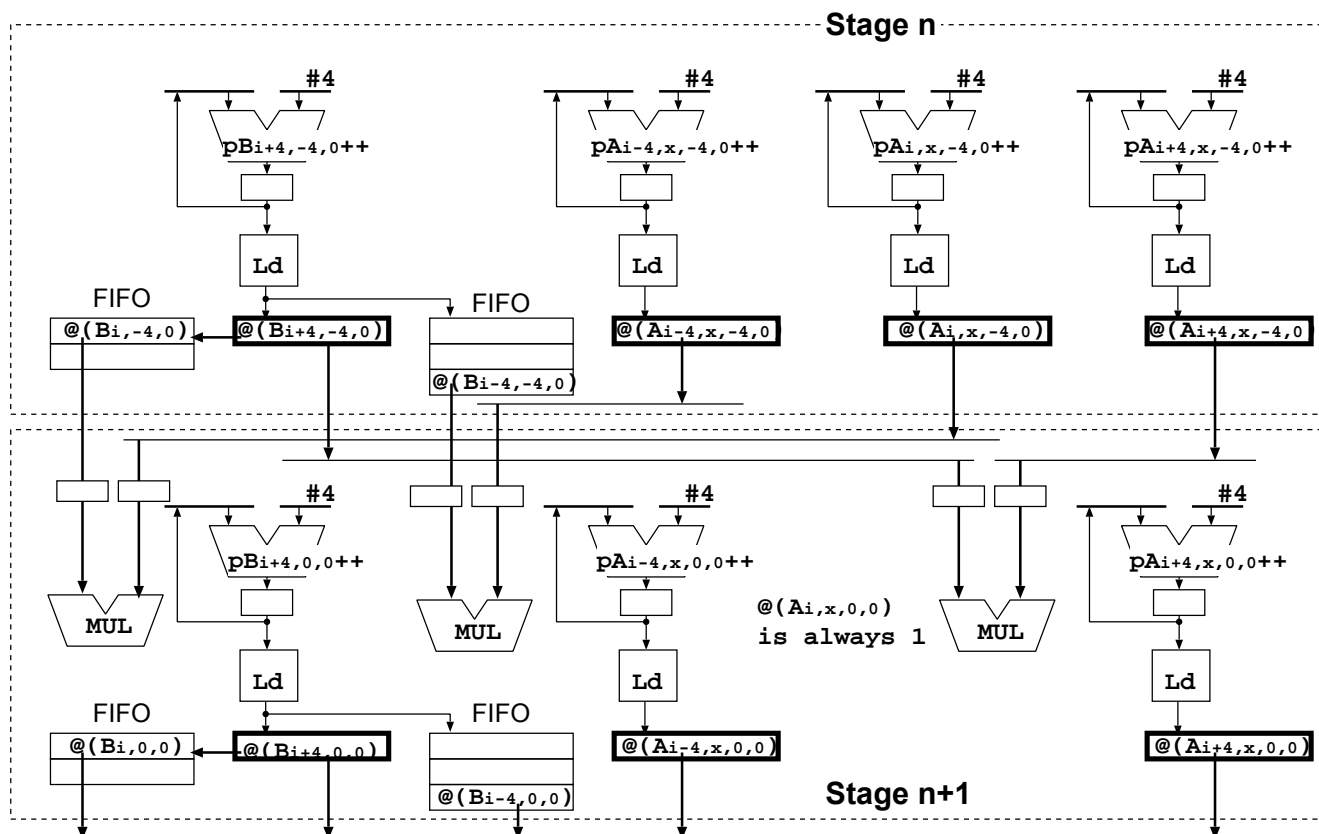 Stage n
#4 #4 #4 #4
pBi+4,-4,0++ pAi-4,x,-4,0++ pAi,x,-4,0++ pAi+4,x,-4,0++
Ld Ld Ld Ld
FIFO FIFO
@(Bi,-4,0) @(Bi+4,-4,0) @(Ai-4,x,-4,0 @(Ai,x,-4,0) @(Ai+4,x,-4,0
@(Bi-4,-4,0)
#4 #4 #4
pBi+4,0,0++ pAi-4,x,0,0++ pAi+4,x,0,0++
MUL MUL MUL
@(Ai,x,0,0)
is always 1
Ld Ld Ld
FIFO FIFO
@(Bi,0,0) @(Bi+4,0,0) @(Ai-4,x,0,0) @(Ai+4,x,0,0)
@(Bi-4,0,0)
Stage n+1